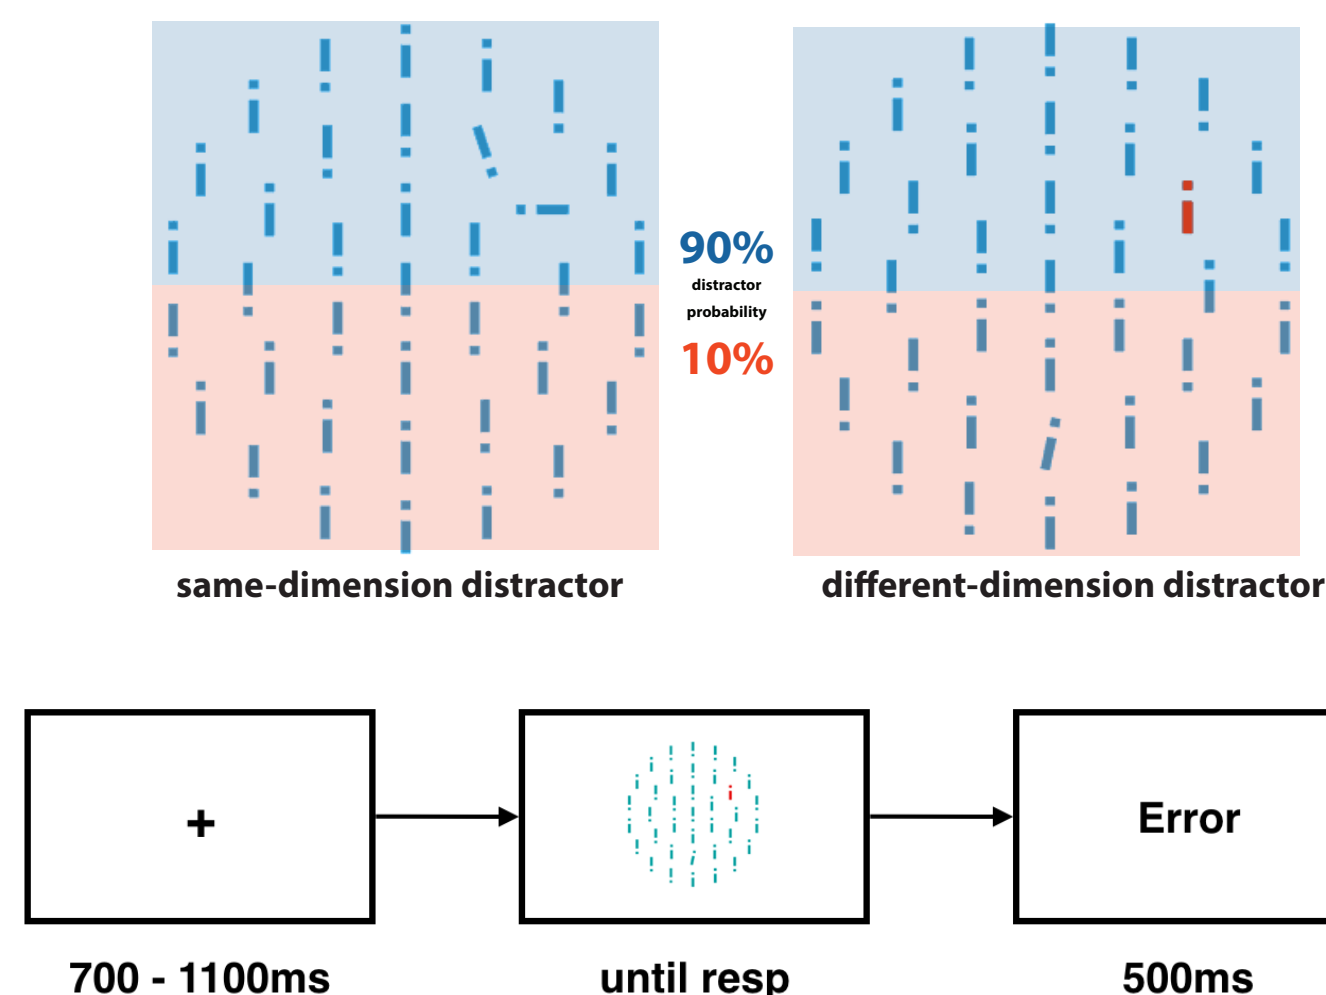 90%
distractor
probability
10%
same-dimension distractor
different-dimension distractor
+
Error
700 - 1100ms
until resp
500ms